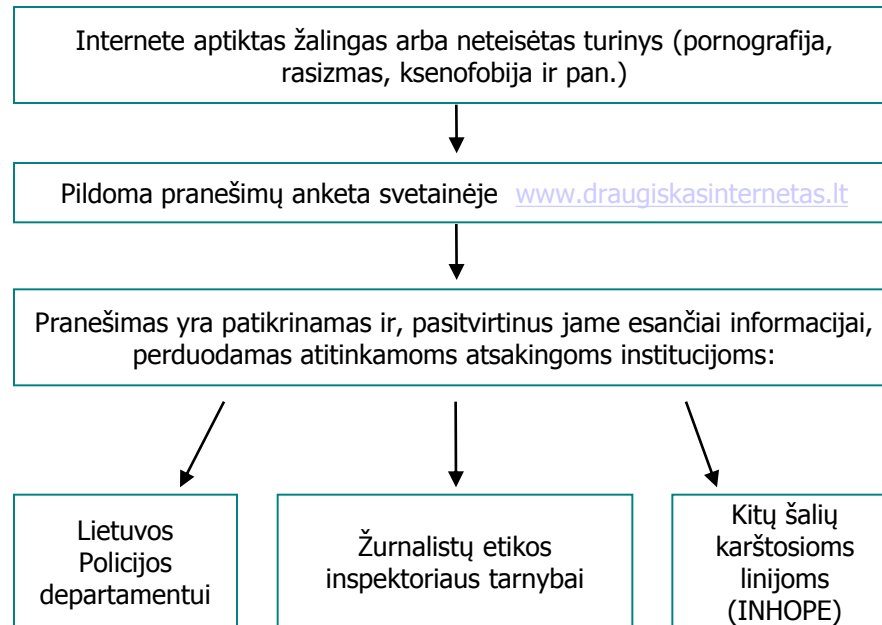 Internete aptiktas žalingas arba neteisėtas turinys (pornografija,
rasizmas, ksenofobija ir pan.)
Pildoma pranešimų anketa svetainėje www.draugiskasinternetas.lt
Pranešimas yra patikrinamas ir, pasitvirtinus jame esančiai informacijai,
perduodamas atitinkamoms atsakingoms institucijoms:
Lietuvos
Policijos
departamentui
Žurnalistų etikos
inspektoriaus tarnybai
Kitų šalių
karštosioms
linijoms
(INHOPE)